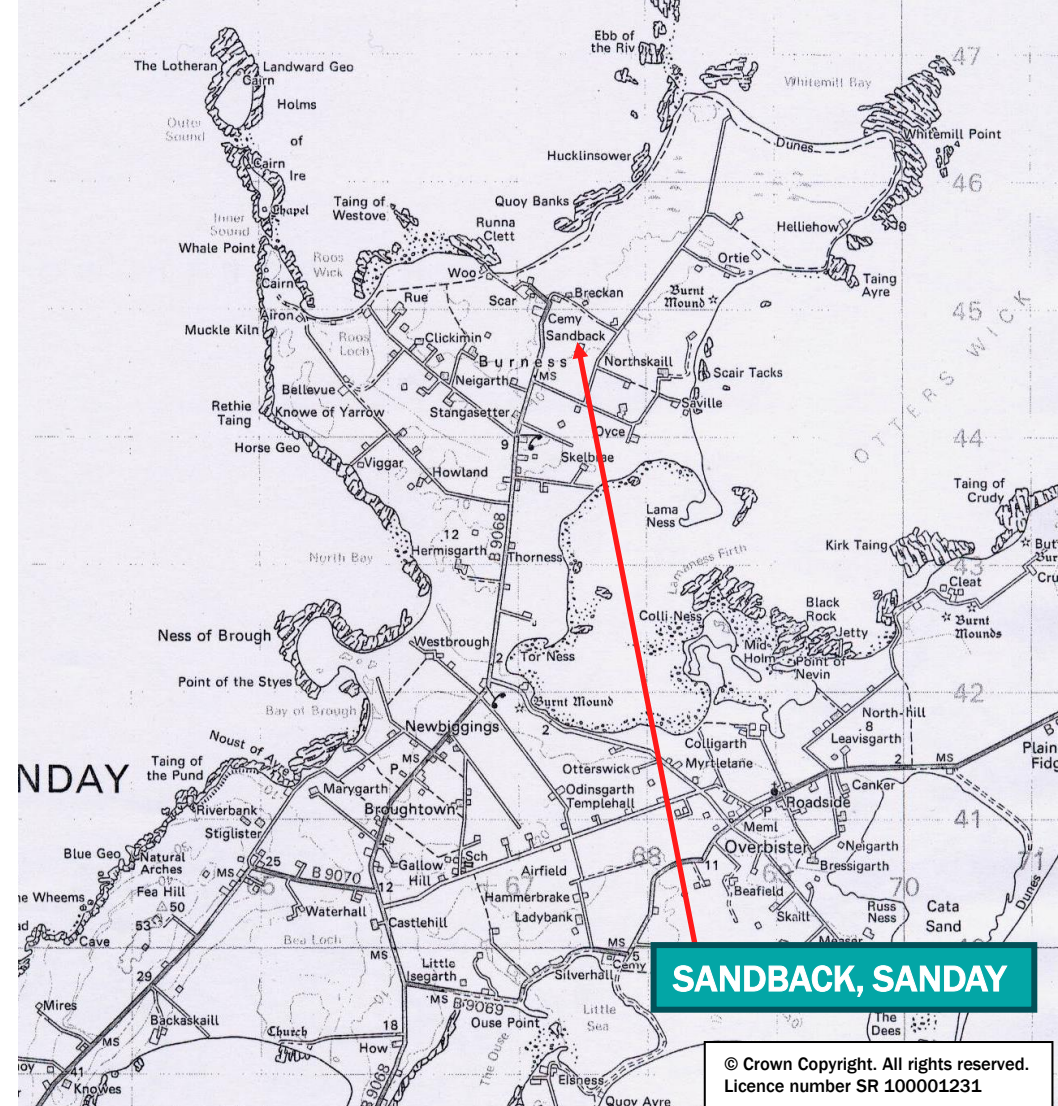 Ebb of
the Riv
47
The Lotheran
Landward Geo
Cairn
Whitemill Bay
Holms
of
Ire
Outer
Sound
Whitemill Point
Dunes
Cairn
Hucklinsower
46
Taing of
Westove
Quoy Banks
Chapel
Inner
Sound
Runna
Clett
Helliehow
Whale Point
Roos
Wick
Woo
Ortie
Taing
Ayre
Cairn
Rue
Scar
Breckan
Burnt
Mound
45
Airon
Cemy
Muckle Kiln
Sandback
Roos
Loch
Clickimin
Burness
Northskaill
OTTERS WICK
Neigarth
MS
Scair Tacks
Bellevue
Saville
Rethie
Taing
Knowe of Yarrow
Stangasetter
Oyce
44
Horse Geo
9
Viggar
Skelbrae
Howland
Taing of
Crudy
Lama
Ness
12
Hermisgarth
B 9068
Thorness
North Bay
Kirk Taing
Lamaness Firth
43
Cleat
Burnt
Mounds
Black
Rock
Ness of Brough
Colli Ness
Jetty
Westbrough
Mid-
Holm
Point of
Nevin
2
Tor Ness
Point of the Styes
42
Burnt Mound
Bay of Brough
North-hill
8
Newbiggings
2
Leavisgarth
Colligarth
Noust of Ayre
Plain
Fidg
Taing of
the Pund
MS
Myrtlelane
2
MS
NDAY
P
Otterswick
Marygarth
Canker
Odinsgarth
Templehall
Roadside
Broughtown
Riverbank
P
41
Stiglister
Meml
Overbister
Neigarth
Blue Geo
Natural
Arches
Sch
68
71
Gallow
Hill
11
Bressigarth
25
MS
B 9070
Airfield
12
67
70
Fea Hill
50
Hammerbrake
Beafield
Dunes
Waterhall
Skaill
Russ
Ness
Cata
Sand
53
Castlehill
Ladybank
Cave
Bea Loch
MS
MS
5
Cemy
Little
Isegarth
29
Silverhall
SANDBACK, SANDAY
MS
B 9069
Mires
Little
Sea
Ouse Point
Backaskaill
Church
18
The
Dees
MS
How
The Ouse
41
Knowes
B 9068
Elsness
Quoy Ayre
© Crown Copyright. All rights reserved.
Licence number SR 100001231